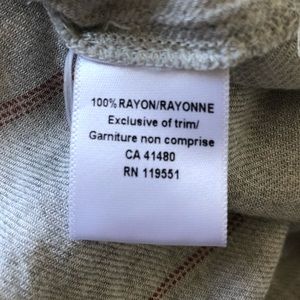 100% RAYON/RAYONNE
Exclusive of trim/
Garniture non comprise
CA 41480
RN 119551